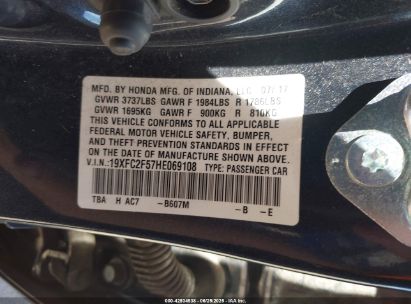 MFD. BY HONDA MFG. OF INDIANA, LLC 07/17
GVWR 3737LBS GAWR F 1984LBS R 1786LBS
GVWR 1695KG GAWR F 900KG R 810KG
THIS VEHICLE CONFORMS TO ALL APPLICABLE
FEDERAL MOTOR VEHICLE SAFETY, BUMPER,
AND THEFT PREVENTION STANDARDS IN
EFFECT ON THE DATE OF MANUFACTURE
SHOWN ABOVE.
V.I.N.:19XFC2F57HE069108 TYPE: PASSENGER CAR
TBA H AC7 -B607M -B -E